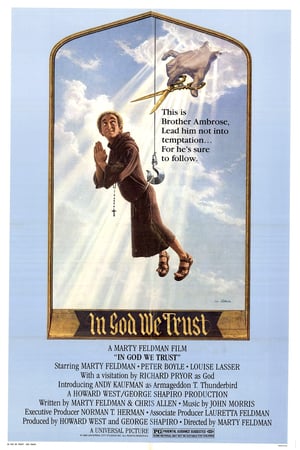 This is
Brother Ambrose,
Lead him not into
temptation...
For he's sure
to follow.
In God We Trust
A MARTY FELDMAN FILM
"IN GOD WE TRUST"
Starring MARTY FELDMAN • PETER BOYLE • LOUISE LASSER
With a visitation by RICHARD PRYOR as God
Introducing ANDY KAUFMAN as Armageddon T. Thunderbird
A HOWARD WEST/GEORGE SHAPIRO PRODUCTION
Written by MARTY FELDMAN & CHRIS ALLEN • Music by JOHN MORRIS
Executive Producer NORMAN T. HERMAN • Associate Producer LAURETTA FELDMAN
Produced by HOWARD WEST and GEORGE SHAPIRO • Directed by MARTY FELDMAN
A UNIVERSAL PICTURE
PG PARENTAL GUIDANCE SUGGESTED